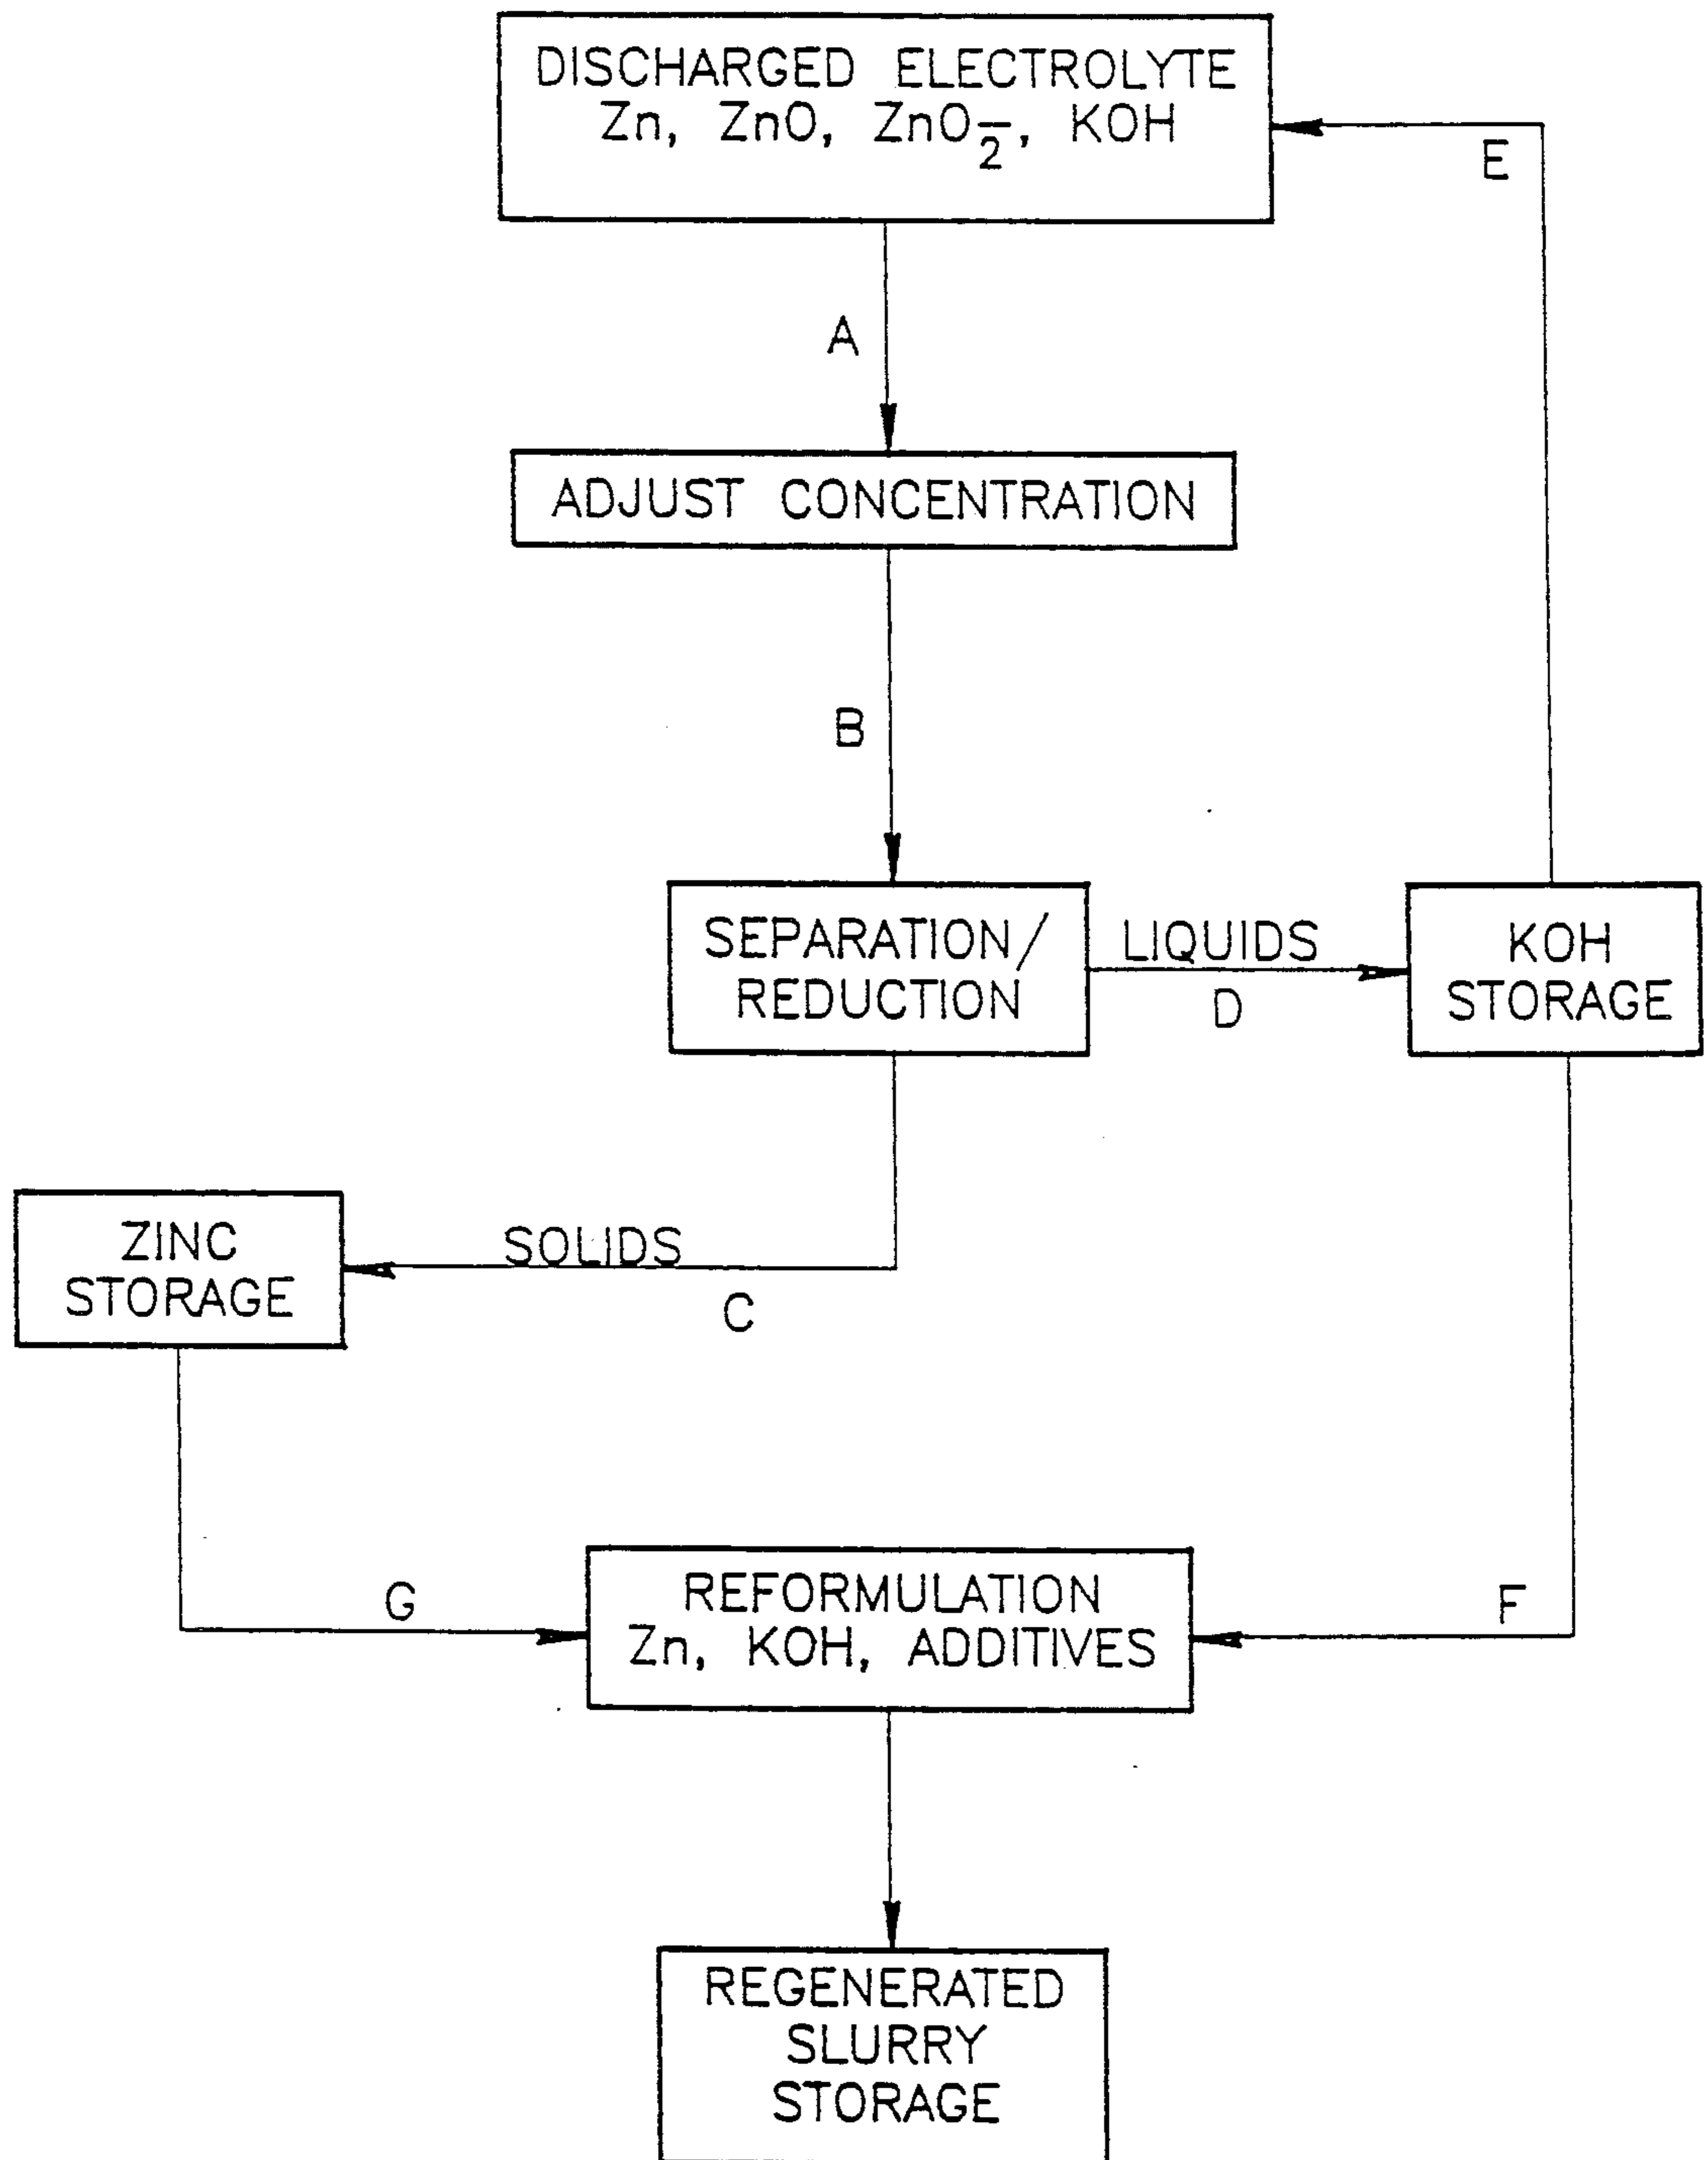 DISCHARGED ELECTROLYTE
Zn, ZnO, ZnO₂⁻, KOH
E
A
ADJUST CONCENTRATION
B
SEPARATION/
REDUCTION
LIQUIDS
D
KOH
STORAGE
ZINC
STORAGE
SOLIDS
C
G
REFORMULATION
Zn, KOH, ADDITIVES
F
REGENERATED
SLURRY
STORAGE